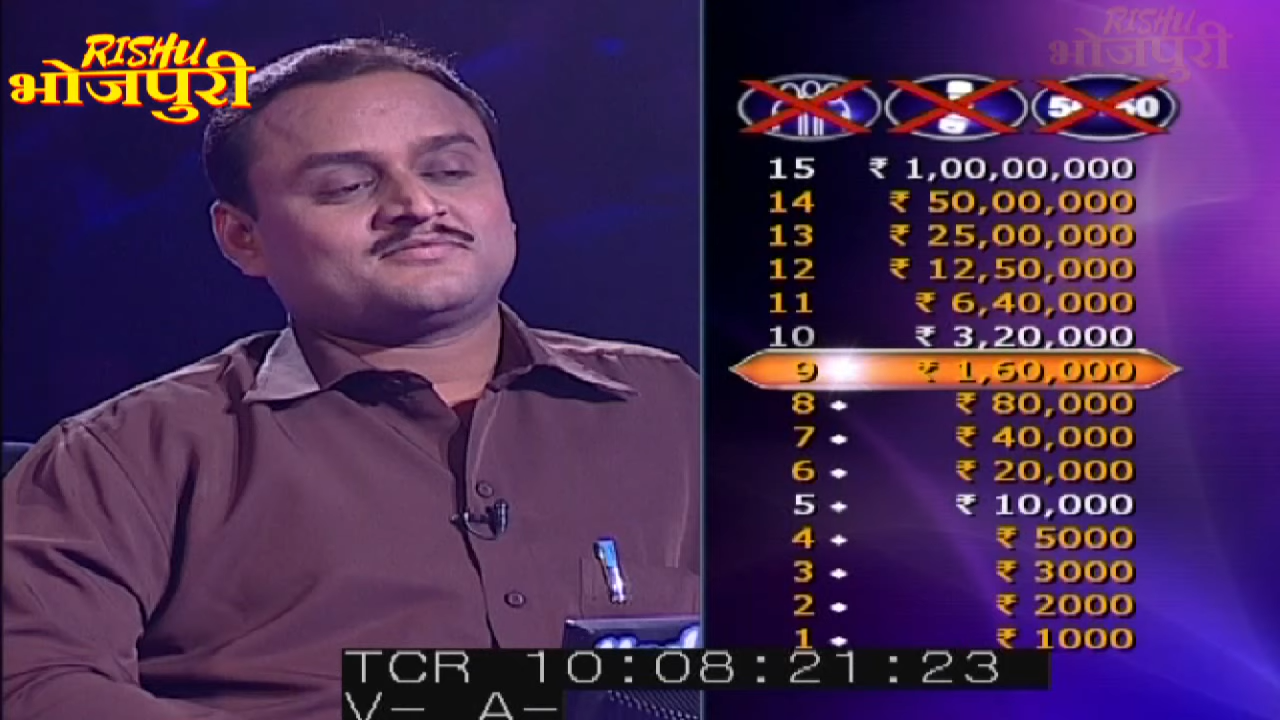 RISHU
भोजपुरी
RISHU
भोजपुरी
50:50
15 ₹ 1,00,00,000
14 ₹ 50,00,000
13 ₹ 25,00,000
12 ₹ 12,50,000
11 ₹ 6,40,000
10 ₹ 3,20,000
9 ₹ 1,60,000
8 ₹ 80,000
7 ₹ 40,000
6 ₹ 20,000
5 ₹ 10,000
4 ₹ 5000
3 ₹ 3000
2 ₹ 2000
1 ₹ 1000
TCR 10:08:21:23
V- A-